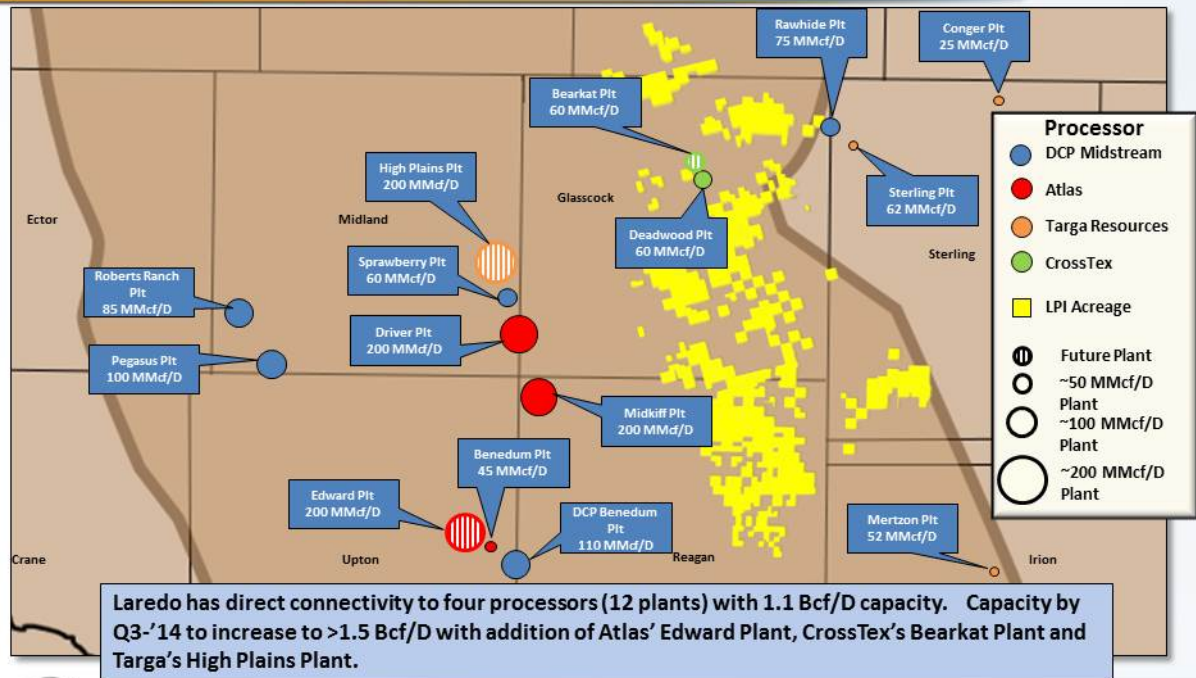 Rawhide Plt
75 MMcf/D
Conger Plt
25 MMcf/D
Bearkat Plt
60 MMcf/D
High Plains Plt
200 MMcf/D
Glasscock
Ector
Midland
Sprawberry Plt
60 MMcf/D
Deadwood Plt
60 MMcf/D
Sterling Plt
62 MMcf/D
Sterling
Roberts Ranch
Plt
85 MMcf/D
Driver Plt
200 MMcf/D
Pegasus Plt
100 MMcf/D
Midkiff Plt
200 MMcf/D
Benedum Plt
45 MMcf/D
Edward Plt
200 MMcf/D
DCP Benedum
Plt
110 MMcf/D
Mertzon Plt
52 MMcf/D
Crane
Upton
Reagan
Irion
Processor
DCP Midstream
Atlas
Targa Resources
CrossTex
LPI Acreage
Future Plant
~50 MMcf/D
Plant
~100 MMcf/D
Plant
~200 MMcf/D
Plant
Laredo has direct connectivity to four processors (12 plants) with 1.1 Bcf/D capacity. Capacity by
Q3-’14 to increase to >1.5 Bcf/D with addition of Atlas’ Edward Plant, CrossTex’s Bearkat Plant and
Targa’s High Plains Plant.